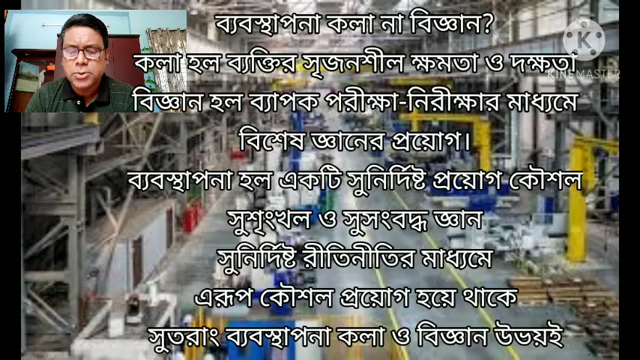 ব্যবস্থাপনা কলা না বিজ্ঞান?
কলা হল ব্যক্তির সৃজনশীল ক্ষমতা ও দক্ষতা
বিজ্ঞান হল ব্যাপক পরীক্ষা-নিরীক্ষার মাধ্যমে
বিশেষ জ্ঞানের প্রয়োগ।
ব্যবস্থাপনা হল একটি সুনির্দিষ্ট প্রয়োগ কৌশল
সুশৃংখল ও সুসংবদ্ধ জ্ঞান
সুনির্দিষ্ট রীতিনীতির মাধ্যমে
এরূপ কৌশল প্রয়োগ হয়ে থাকে
সুতরাং ব্যবস্থাপনা কলা ও বিজ্ঞান উভয়ই
K
KINEMASTER